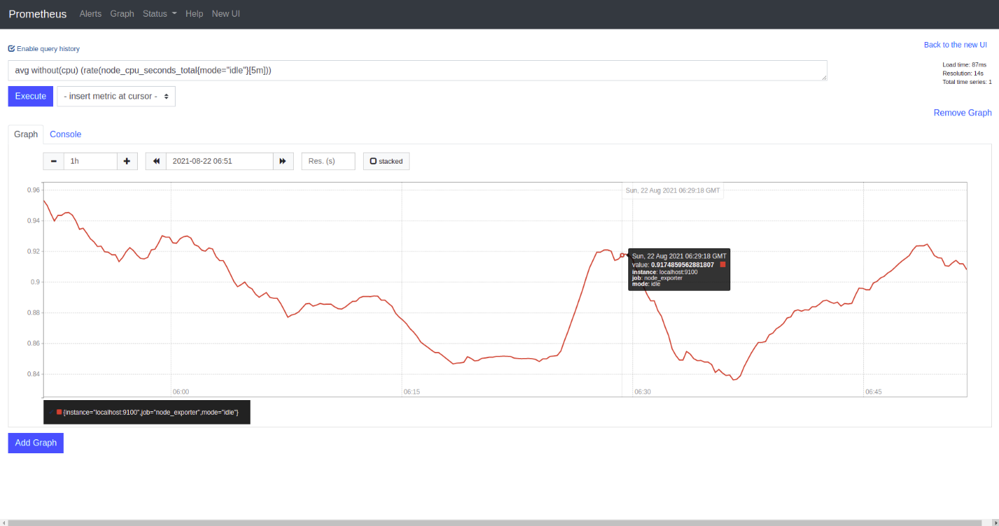 Prometheus Alerts Graph Status Help New UI
Enable query history
Back to the new UI
avg without(cpu) (rate(node_cpu_seconds_total{mode="idle"}[5m]))
Load time: 87ms
Resolution: 14s
Total time series: 1
Execute - insert metric at cursor -
Remove Graph
Graph Console
1h 2021-08-22 06:51 Res. (s) stacked
Sun, 22 Aug 2021 06:29:18 GMT
0.96
0.94
0.92
0.9
0.88
0.86
0.84
Sun, 22 Aug 2021 06:29:18 GMT
value: 0.9174859562881807
instance: localhost:9100
job: node_exporter
mode: idle
06:00 06:15 06:30 06:45
{instance="localhost:9100",job="node_exporter",mode="idle"}
Add Graph